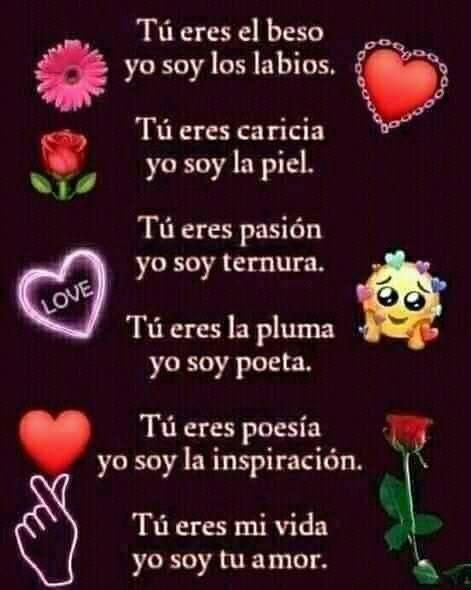 Tú eres el beso
yo soy los labios.
Tú eres caricia
yo soy la piel.
Tú eres pasión
yo soy ternura.
LOVE
Tú eres la pluma
yo soy poeta.
Tú eres poesía
yo soy la inspiración.
Tú eres mi vida
yo soy tu amor.